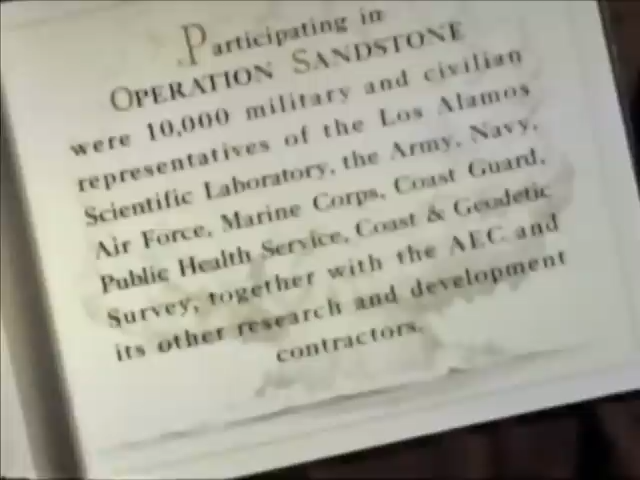 Participating in
OPERATION SANDSTONE
were 10,000 military and civilian
representatives of the Los Alamos
Scientific Laboratory, the Army, Navy,
Air Force, Marine Corps, Coast Guard,
Public Health Service, Coast & Geodetic
Survey, together with the AEC and
its other research and development
contractors.